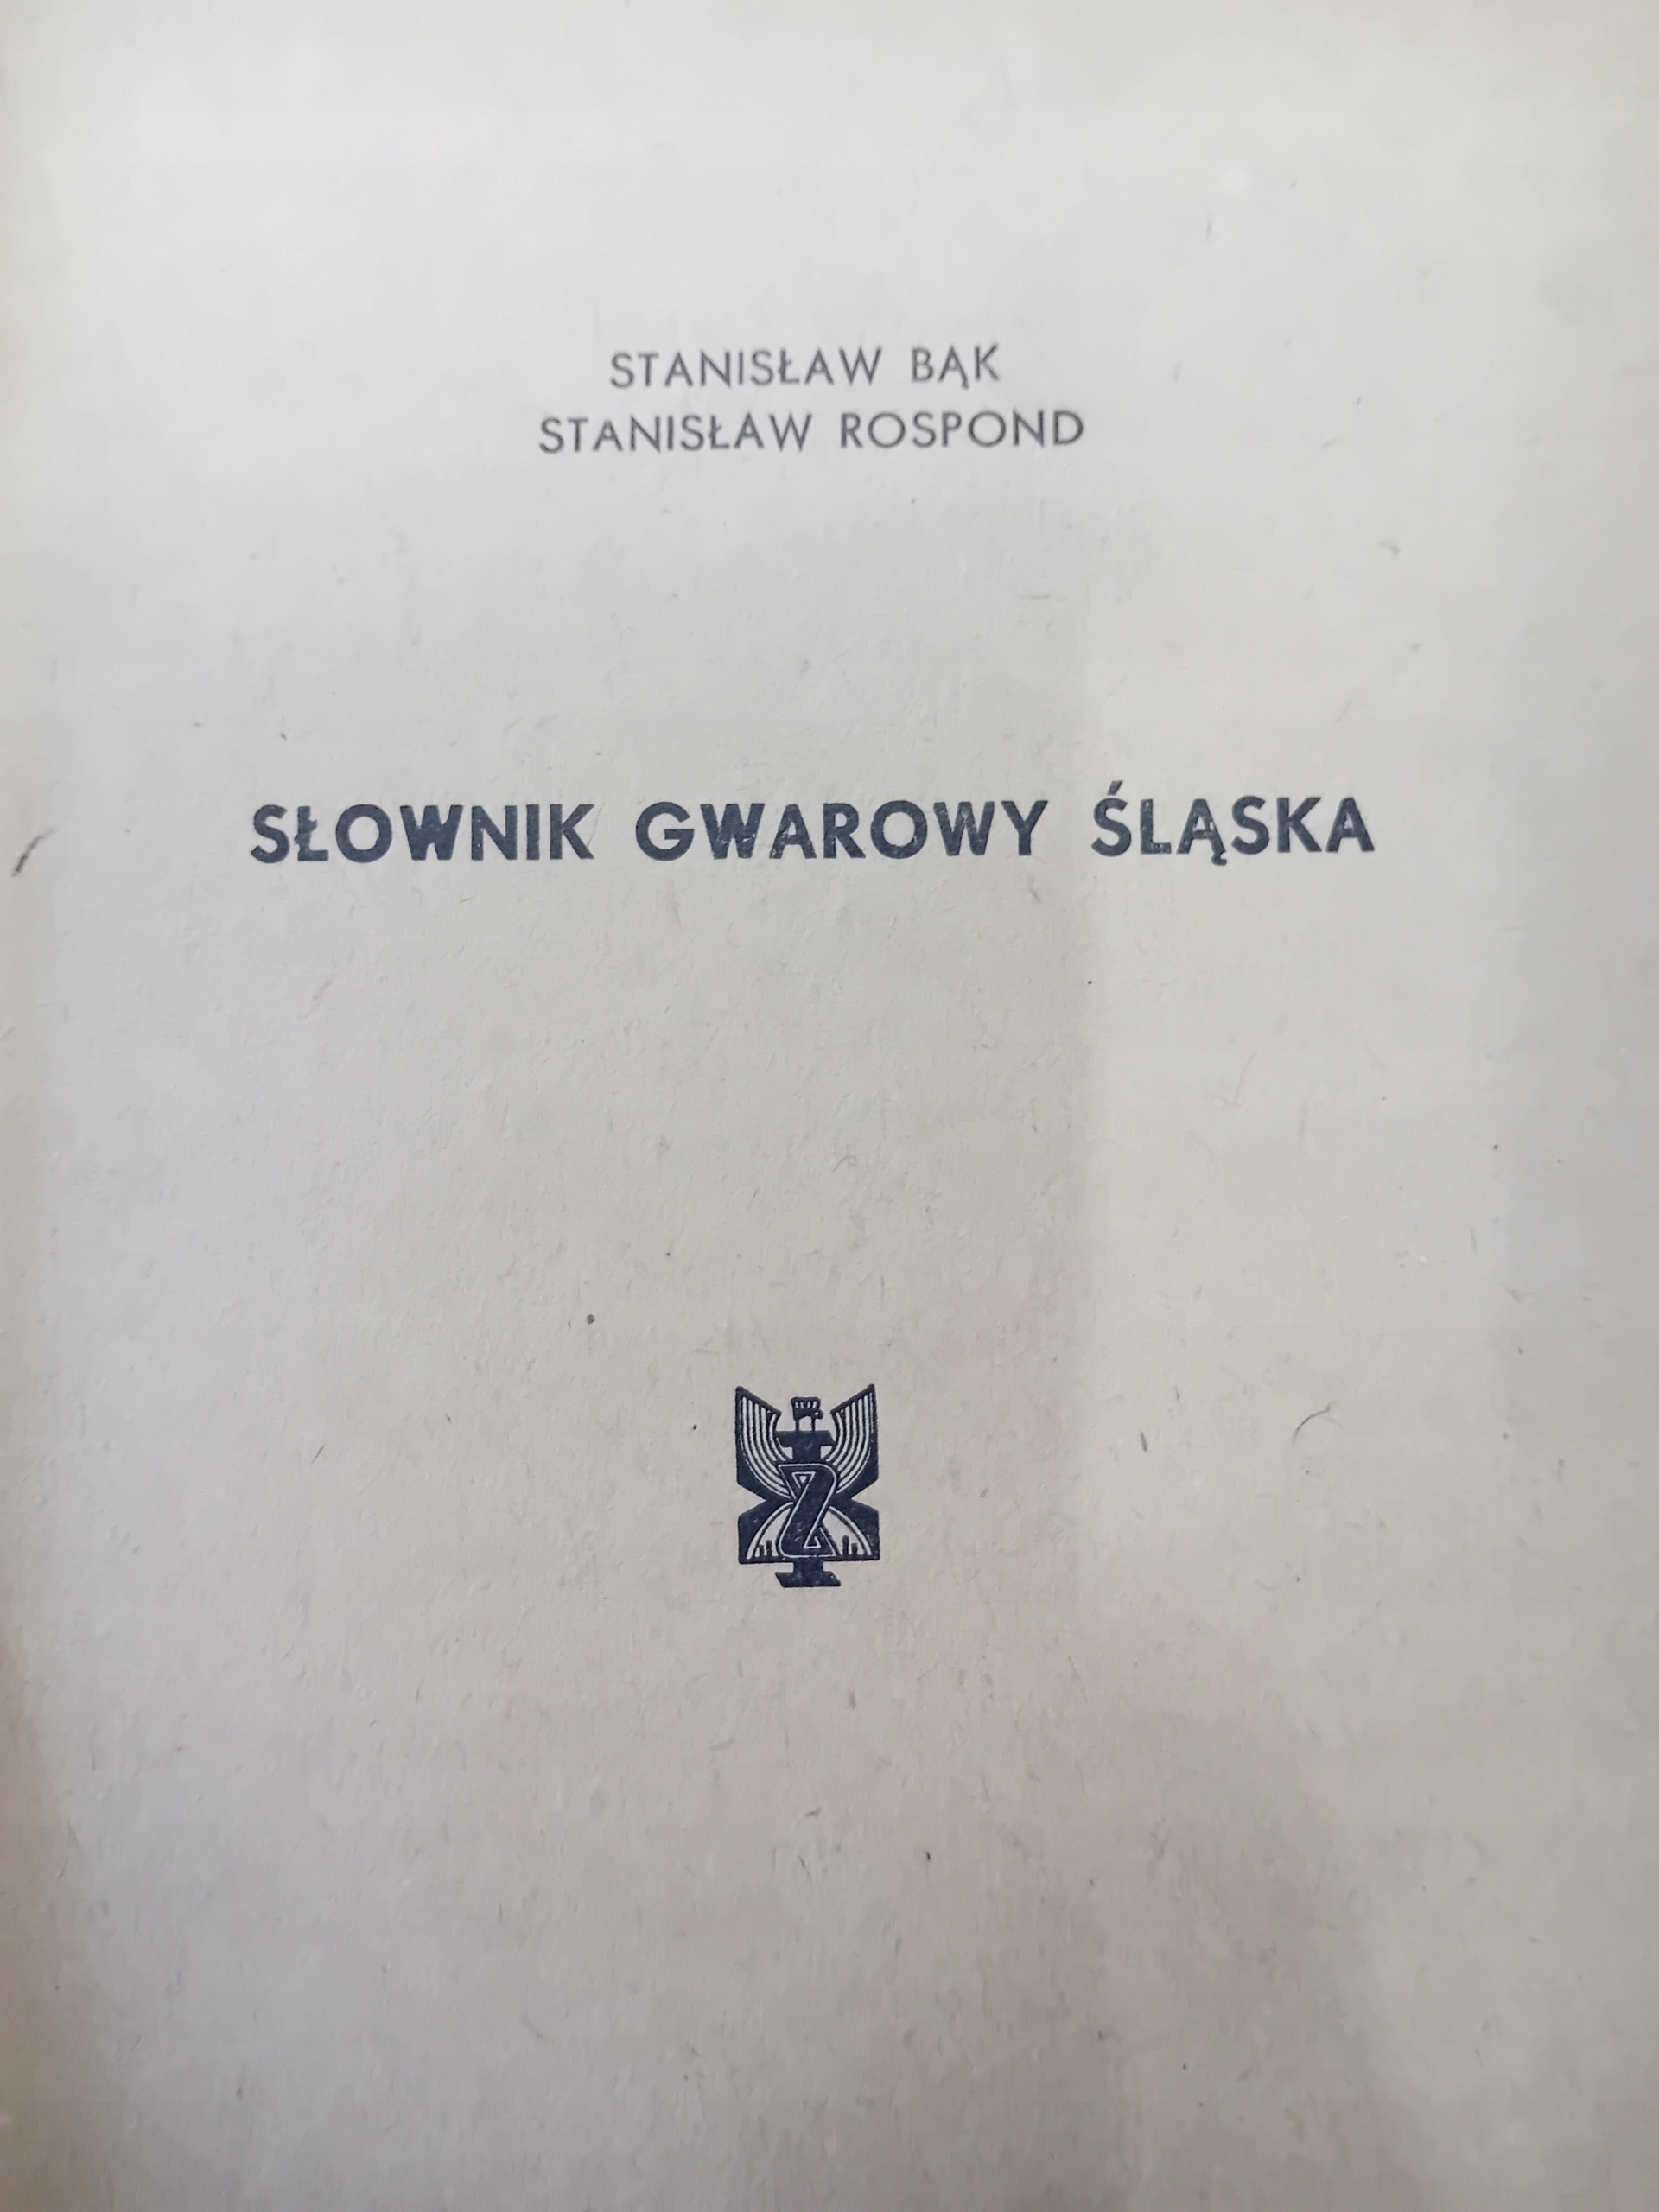 STANISŁAW BĄK
STANISŁAW ROSPOND
SŁOWNIK GWAROWY ŚLĄSKA